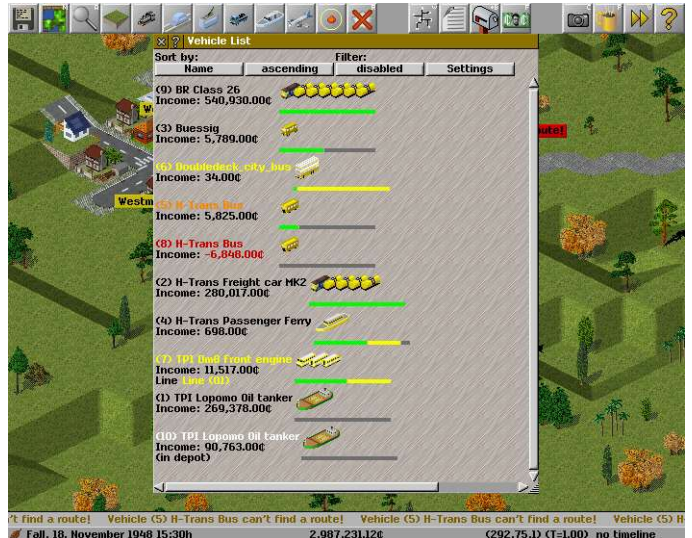 Vehicle List
Sort by: Filter:
Name ascending disabled Settings
(9) BR Class 26
Income: 540,930.00¢
(3) Buessig
Income: 5,789.00¢
(6) Doubledeck_city_bus
Income: 34.00¢
(5) H-Trans Bus
Income: 5,825.00¢
(8) H-Trans Bus
Income: -6,848.00¢
(2) H-Trans Freight car MK2
Income: 280,017.00¢
(4) H-Trans Passenger Ferry
Income: 698.00¢
(7) TPI Dm8 front engine
Income: 11,517.00¢
Line Line (01)
(1) TPI Lopomo Oil tanker
Income: 269,378.00¢
(10) TPI Lopomo Oil tanker
Income: 90,763.00¢
(in depot)
Westm
ute!
't find a route! Vehicle (5) H-Trans Bus can't find a route! Vehicle (5) H-Trans Bus can't find a route! Vehicle (5) H-
Fall, 18. November 1948 15:30h 2,987,231.12¢ (292,75,1) (T=1.00) no timeline